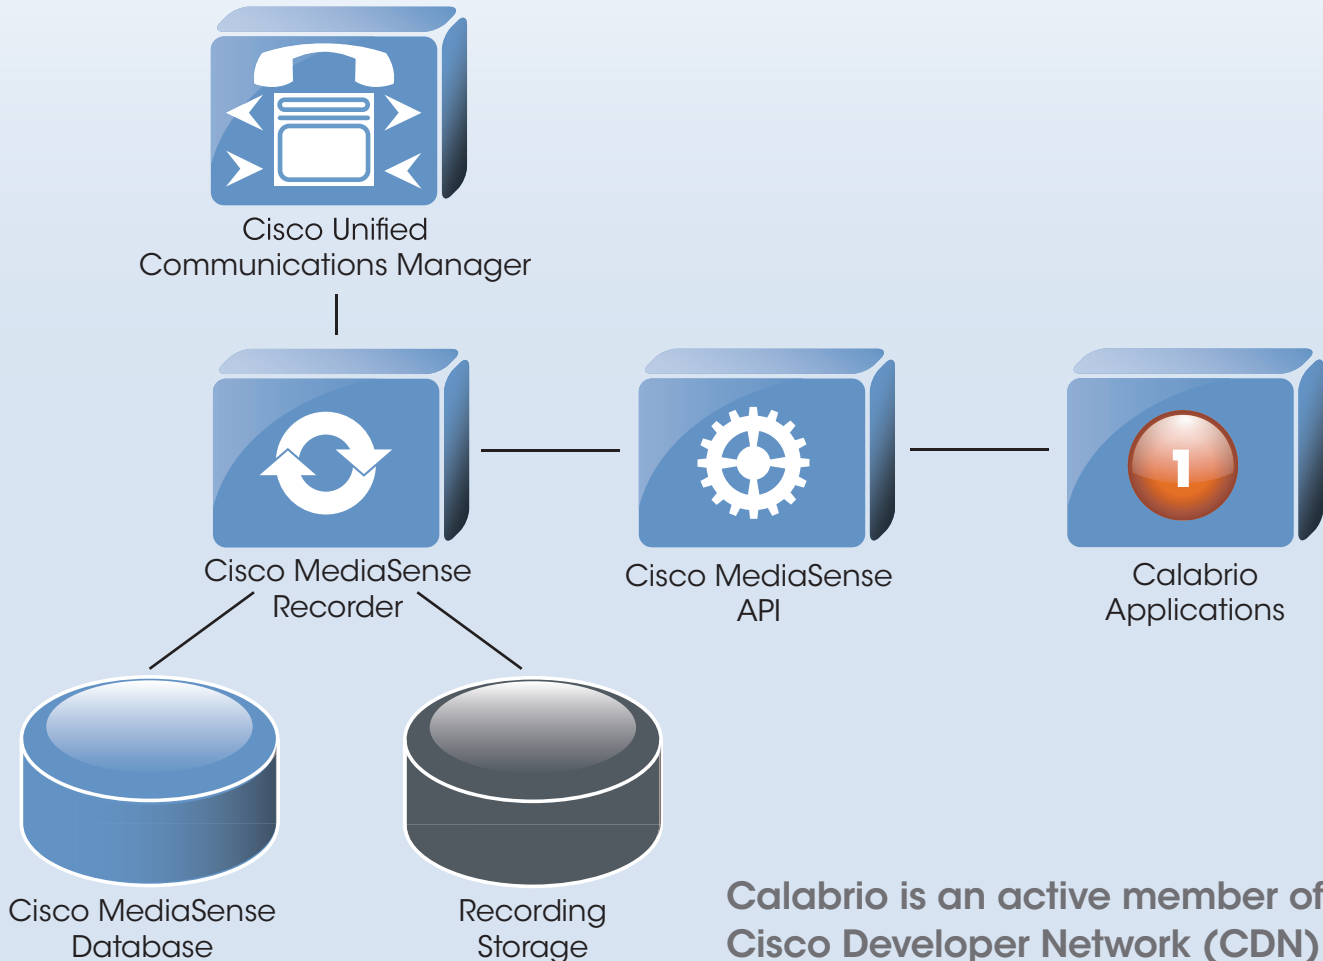 Cisco Unified
Communications Manager
Cisco MediaSense
Recorder
Cisco MediaSense
API
1
Calabrio
Applications
Cisco MediaSense
Database
Recording
Storage
Calabrio is an active member of
Cisco Developer Network (CDN)